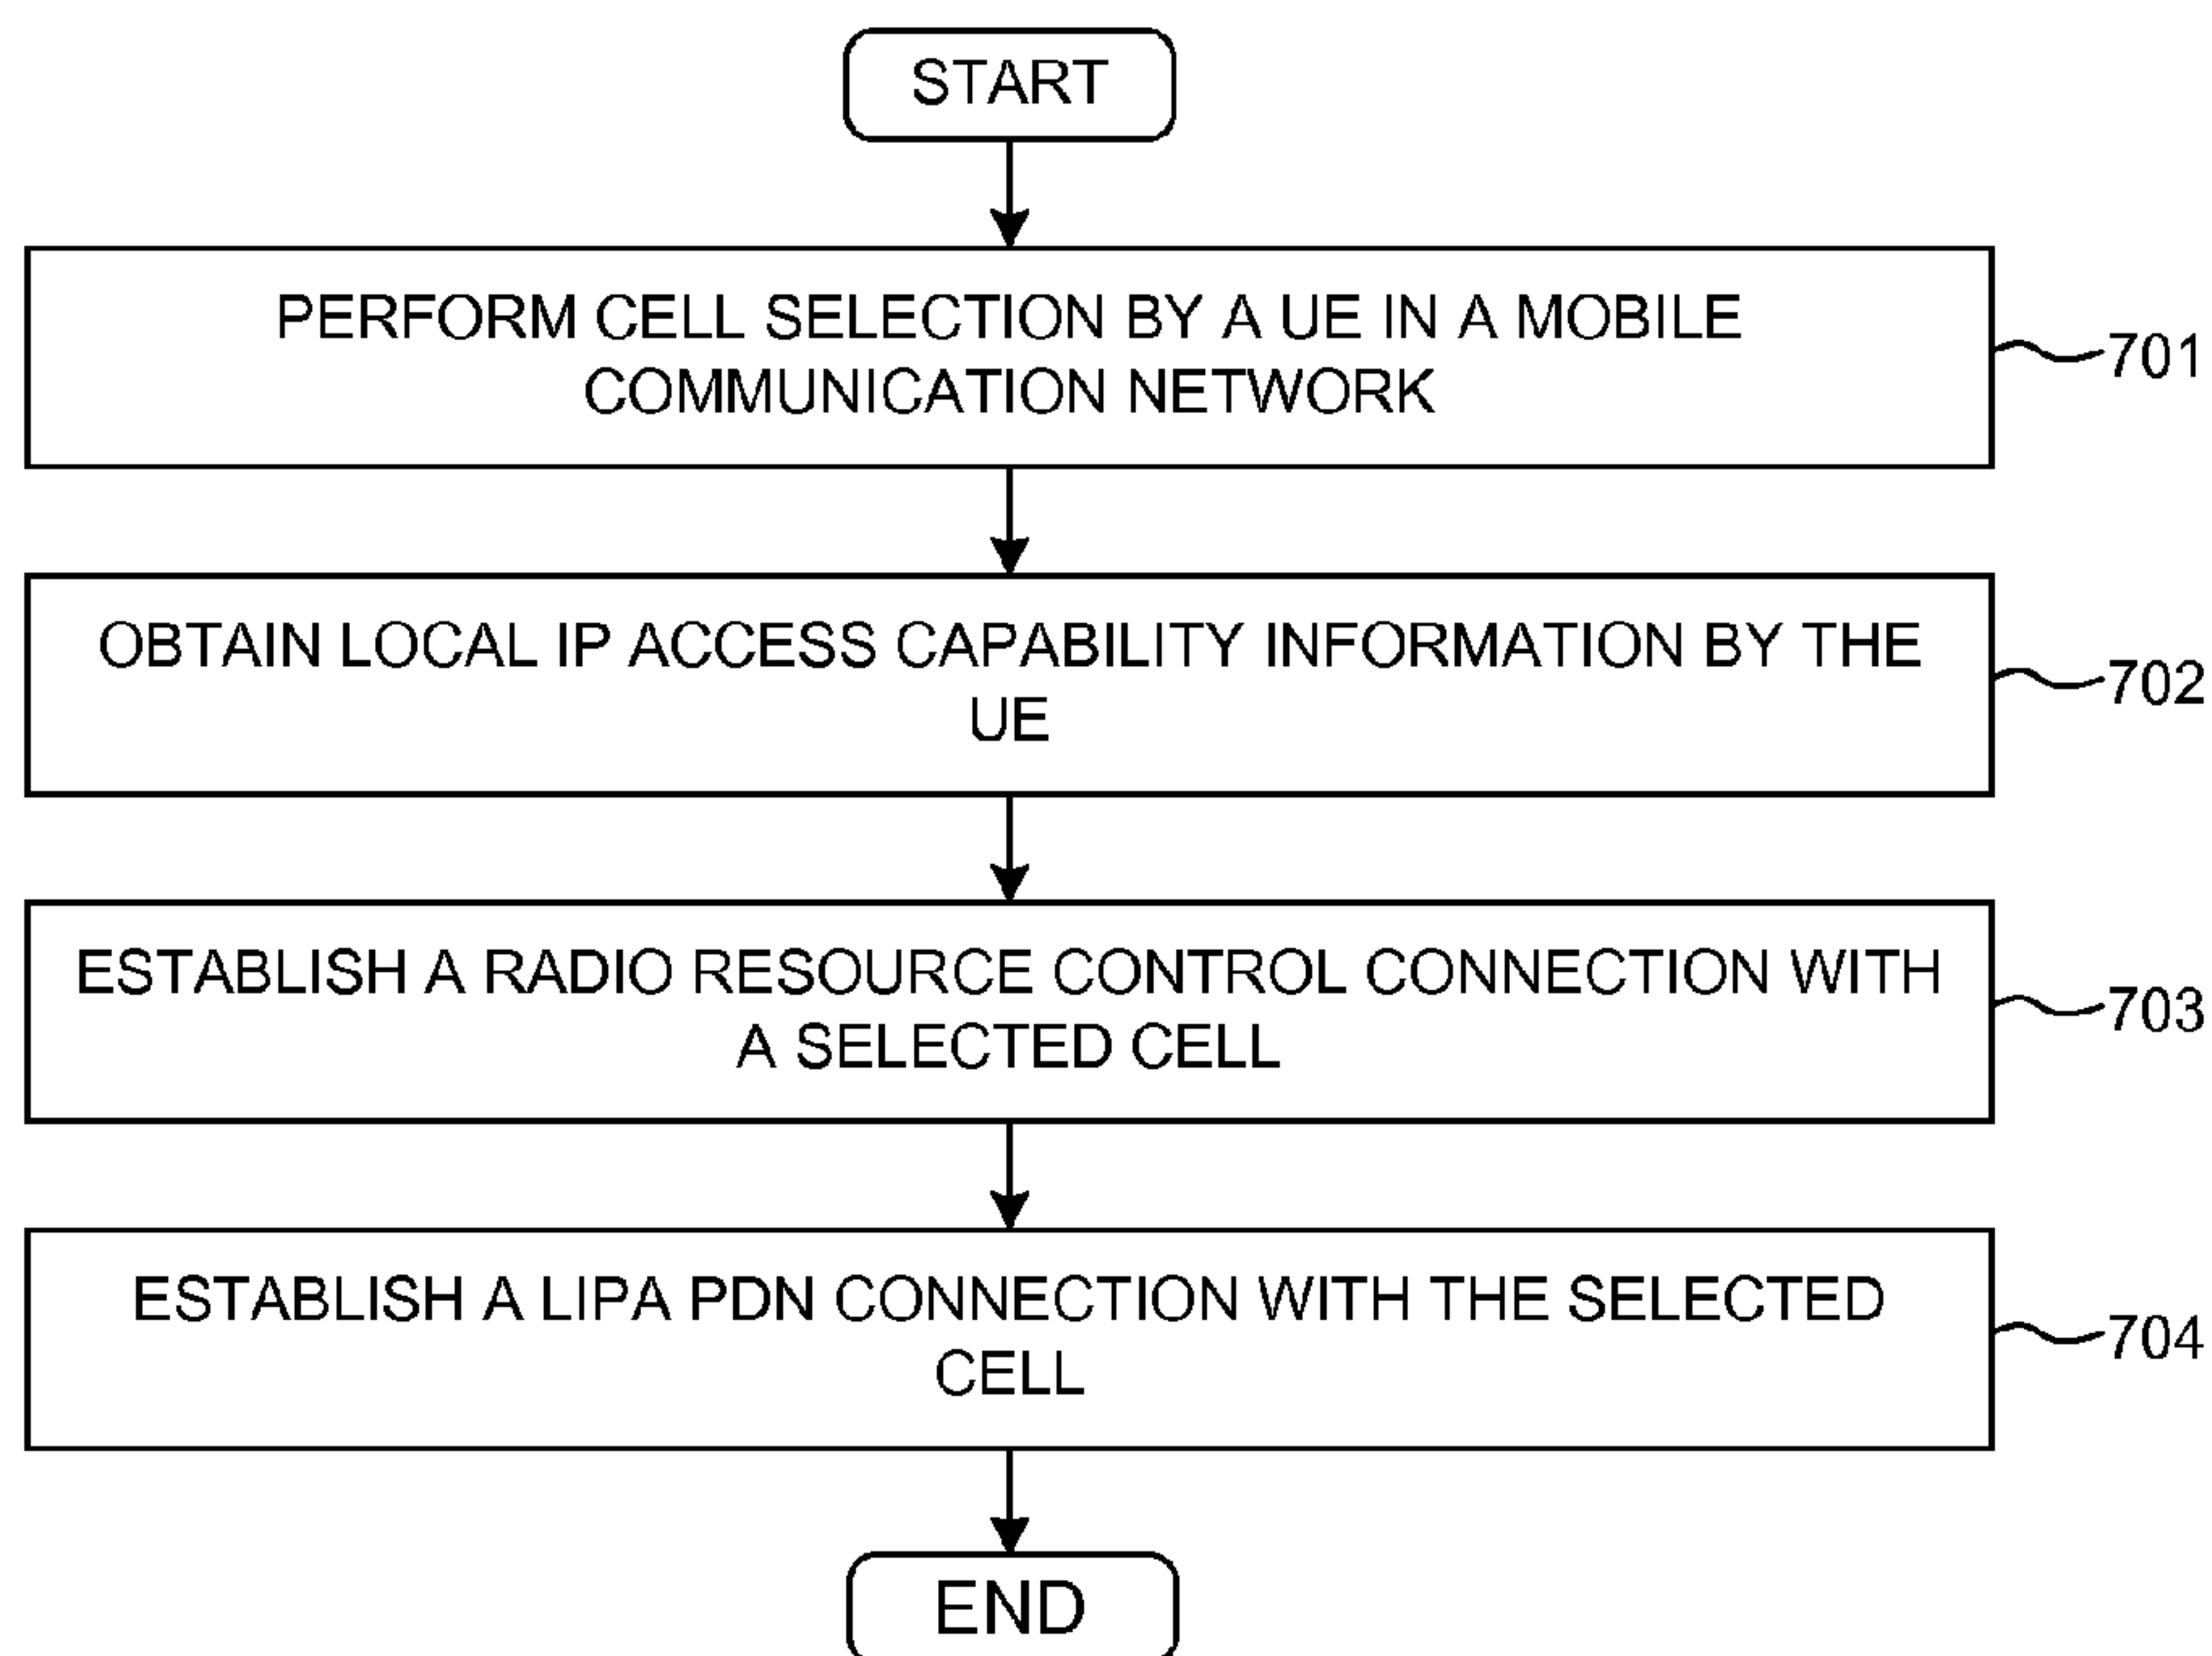 START
PERFORM CELL SELECTION BY A UE IN A MOBILE
COMMUNICATION NETWORK
701
OBTAIN LOCAL IP ACCESS CAPABILITY INFORMATION BY THE
UE
702
ESTABLISH A RADIO RESOURCE CONTROL CONNECTION WITH
A SELECTED CELL
703
ESTABLISH A LIPA PDN CONNECTION WITH THE SELECTED
CELL
704
END